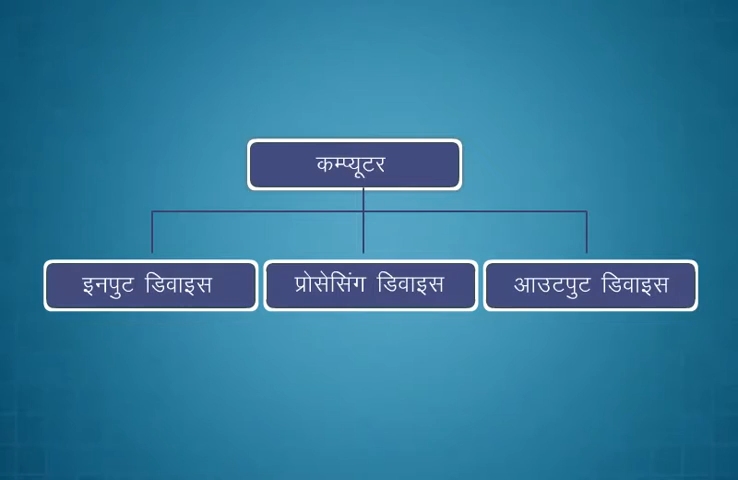 कम्प्यूटर
इनपुट डिवाइस
प्रोसेसिंग डिवाइस
आउटपुट डिवाइस